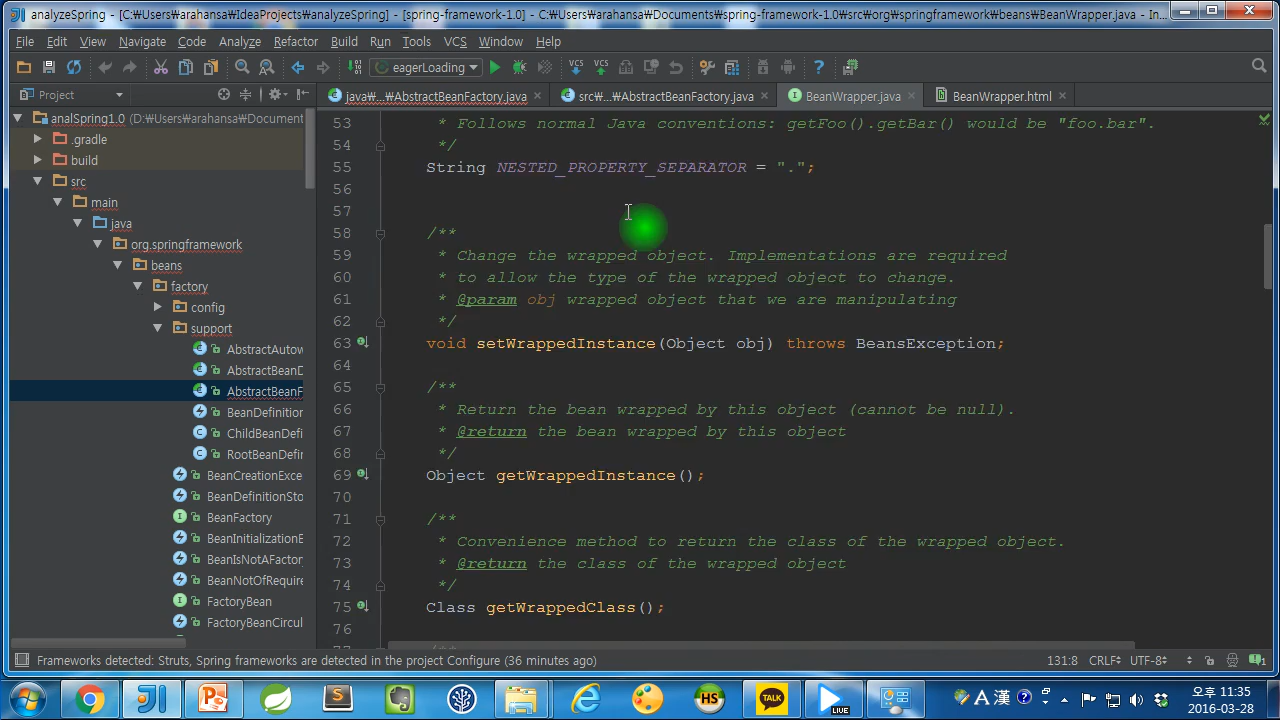 analyzeSpring - [C:₩Users₩arahansa₩IdeaProjects₩analyzeSpring] - [spring-framework-1.0] - C:₩Users₩arahansa₩Documents₩spring-framework-1.0₩src₩org₩springframework₩beans₩BeanWrapper.java - In...
File Edit View Navigate Code Analyze Refactor Build Run Tools VCS Window Help
eagerLoading
VCS VCS
Project
java₩...₩AbstractBeanFactory.java
src₩...₩AbstractBeanFactory.java
BeanWrapper.java
BeanWrapper.html
analSpring1.0 (D:₩Users₩arahansa₩Document
.gradle
build
src
main
java
org.springframework
beans
factory
config
support
AbstractAutow
AbstractBeanD
AbstractBeanF
BeanDefinition
ChildBeanDefi
RootBeanDefin
BeanCreationExce
BeanDefinitionSto
BeanFactory
BeanInitializationE
BeanIsNotAFactor
BeanNotOfRequire
FactoryBean
FactoryBeanCircul
53 * Follows normal Java conventions: getFoo().getBar() would be "foo.bar".
54 */
55 String NESTED_PROPERTY_SEPARATOR = ".";
56
57
58 /**
59 * Change the wrapped object. Implementations are required
60 * to allow the type of the wrapped object to change.
61 * @param obj wrapped object that we are manipulating
62 */
63 void setWrappedInstance(Object obj) throws BeansException;
64
65 /**
66 * Return the bean wrapped by this object (cannot be null).
67 * @return the bean wrapped by this object
68 */
69 Object getWrappedInstance();
70
71 /**
72 * Convenience method to return the class of the wrapped object.
73 * @return the class of the wrapped object
74 */
75 Class getWrappedClass();
76
Frameworks detected: Struts, Spring frameworks are detected in the project Configure (36 minutes ago)
131:8 CRLF UTF-8
HS
TALK
LIVE
A 漢
오후 11:35
2016-03-28